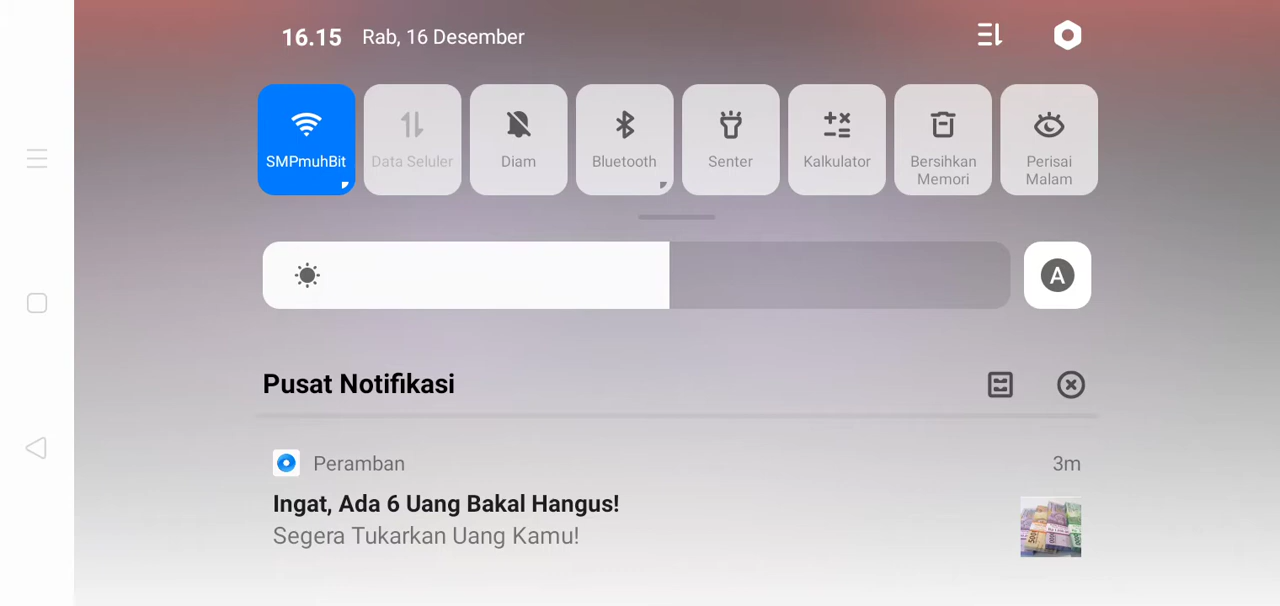 16.15 Rab, 16 Desember
SMPmuhBit Data Seluler Diam Bluetooth Senter Kalkulator Bersihkan Perisai
Memori Malam
A
Pusat Notifikasi
Peramban 3m
Ingat, Ada 6 Uang Bakal Hangus!
Segera Tukarkan Uang Kamu!